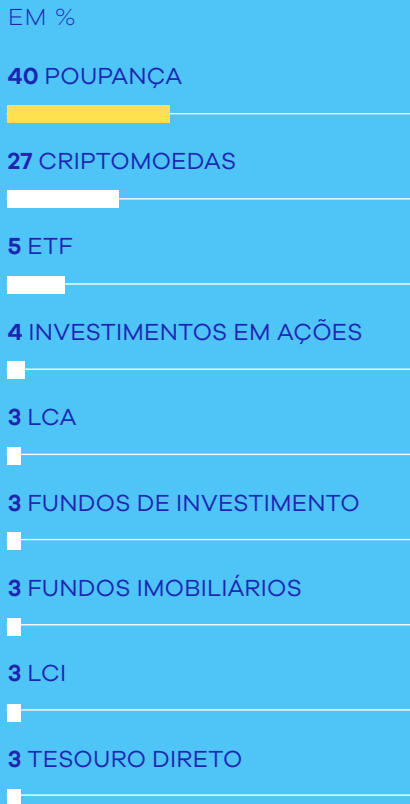 EM %
40 POUPANÇA
27 CRIPTOMOEDAS
5 ETF
4 INVESTIMENTOS EM AÇÕES
3 LCA
3 FUNDOS DE INVESTIMENTO
3 FUNDOS IMOBILIÁRIOS
3 LCI
3 TESOURO DIRETO